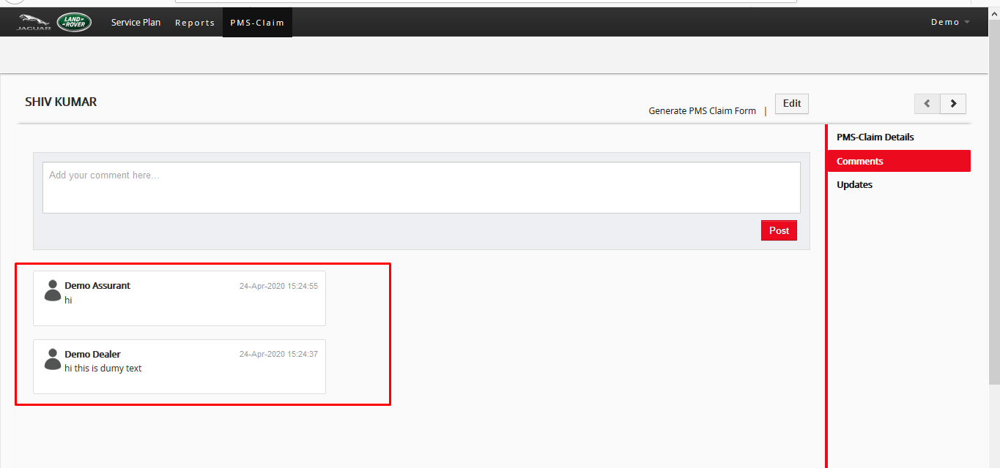 JAGUAR
LAND-
-ROVER
Service Plan Reports PMS-Claim Demo
SHIV KUMAR
Generate PMS Claim Form | Edit
PMS-Claim Details
Comments
Updates
Add your comment here...
Post
Demo Assurant 24-Apr-2020 15:24:55
hi
Demo Dealer 24-Apr-2020 15:24:37
hi this is dumy text